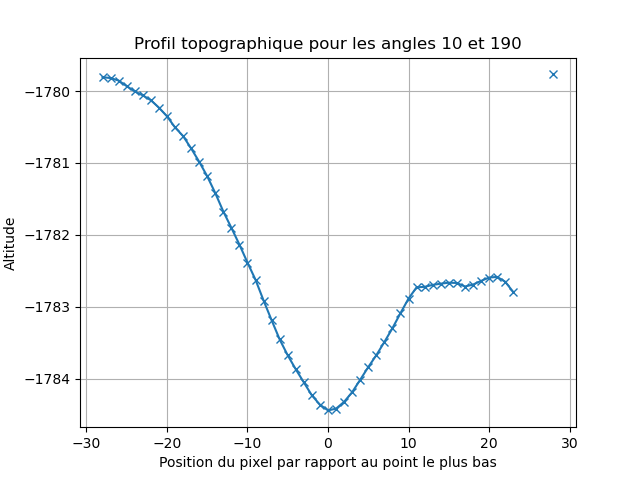 Profil topographique pour les angles 10 et 190
−1780
−1781
−1782
−1783
−1784
Altitude
−30 −20 −10 0 10 20 30
Position du pixel par rapport au point le plus bas